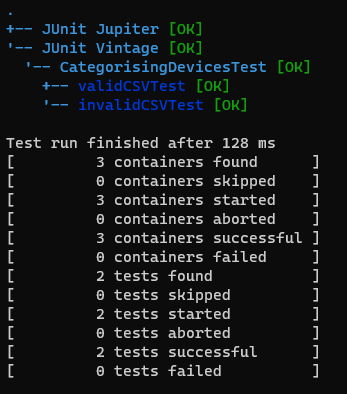 .
+-- JUnit Jupiter [OK]
'-- JUnit Vintage [OK]
  '-- CategorisingDevicesTest [OK]
    +-- validCSVTest [OK]
    '-- invalidCSVTest [OK]

Test run finished after 128 ms
[         3 containers found      ]
[         0 containers skipped    ]
[         3 containers started    ]
[         0 containers aborted    ]
[         3 containers successful ]
[         0 containers failed     ]
[         2 tests found           ]
[         0 tests skipped         ]
[         2 tests started         ]
[         0 tests aborted         ]
[         2 tests successful      ]
[         0 tests failed          ]